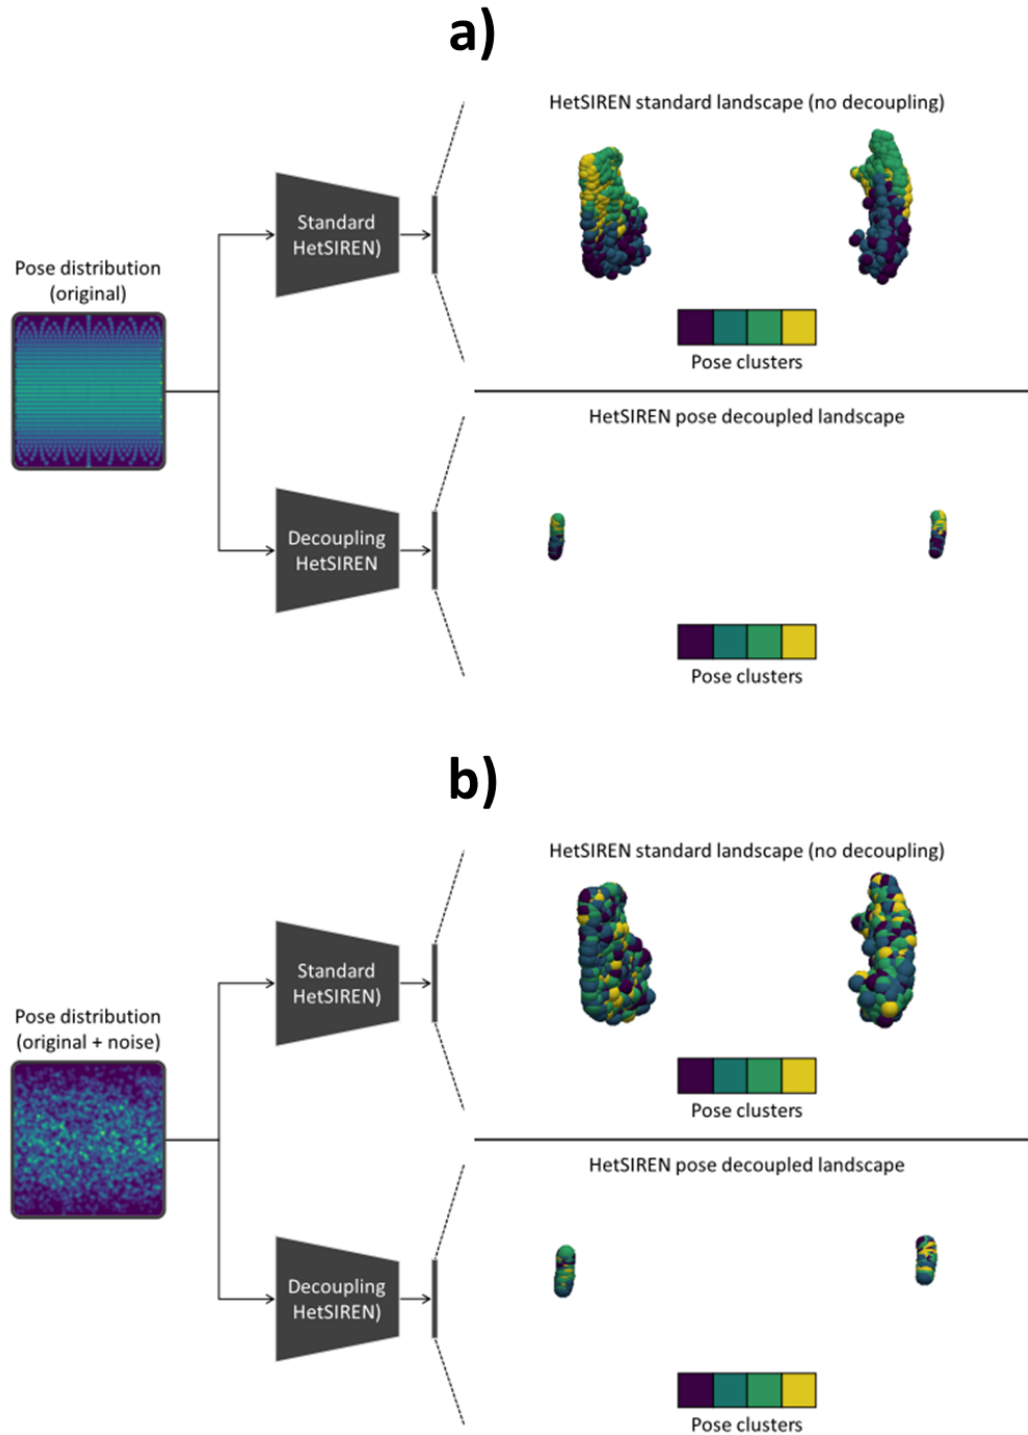 a)
HetSIREN standard landscape (no decoupling)
Standard
HetSIREN)
Pose distribution
(original)
Pose clusters
HetSIREN pose decoupled landscape
Decoupling
HetSIREN
Pose clusters
b)
HetSIREN standard landscape (no decoupling)
Standard
HetSIREN)
Pose distribution
(original + noise)
Pose clusters
HetSIREN pose decoupled landscape
Decoupling
HetSIREN)
Pose clusters